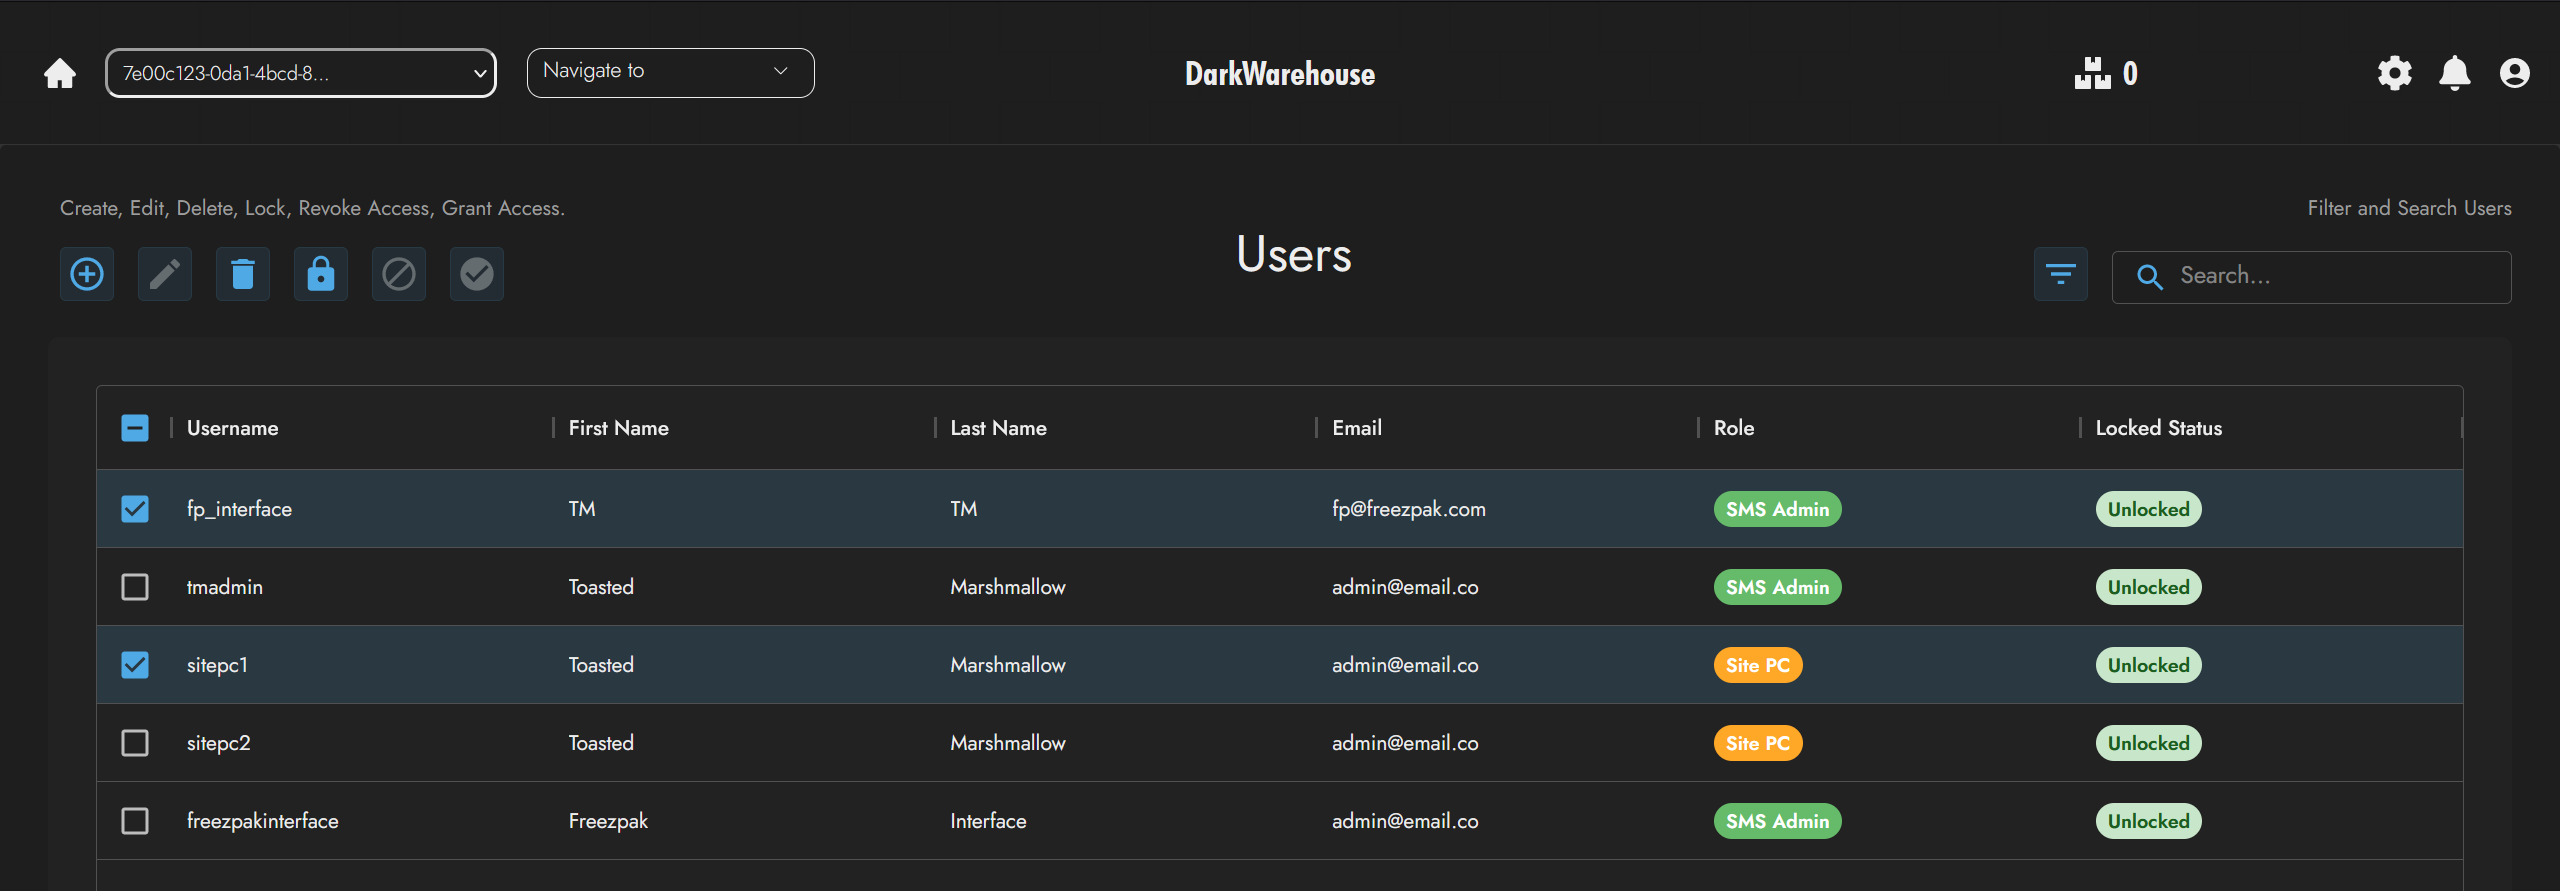 7e00c123-0da1-4bcd-8...
Navigate to
DarkWarehouse
0
Create, Edit, Delete, Lock, Revoke Access, Grant Access.
Users
Filter and Search Users
Search...
Username First Name Last Name Email Role Locked Status
fp_interface TM TM fp@freezpak.com SMS Admin Unlocked
tmadmin Toasted Marshmallow admin@email.co SMS Admin Unlocked
sitepc1 Toasted Marshmallow admin@email.co Site PC Unlocked
sitepc2 Toasted Marshmallow admin@email.co Site PC Unlocked
freezpakinterface Freezpak Interface admin@email.co SMS Admin Unlocked